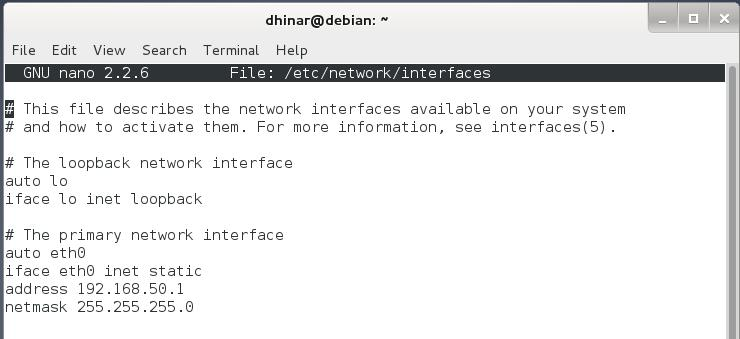 dhinar@debian: ~
File Edit View Search Terminal Help
GNU nano 2.2.6 File: /etc/network/interfaces
# This file describes the network interfaces available on your system
# and how to activate them. For more information, see interfaces(5).
# The loopback network interface
auto lo
iface lo inet loopback
# The primary network interface
auto eth0
iface eth0 inet static
address 192.168.50.1
netmask 255.255.255.0